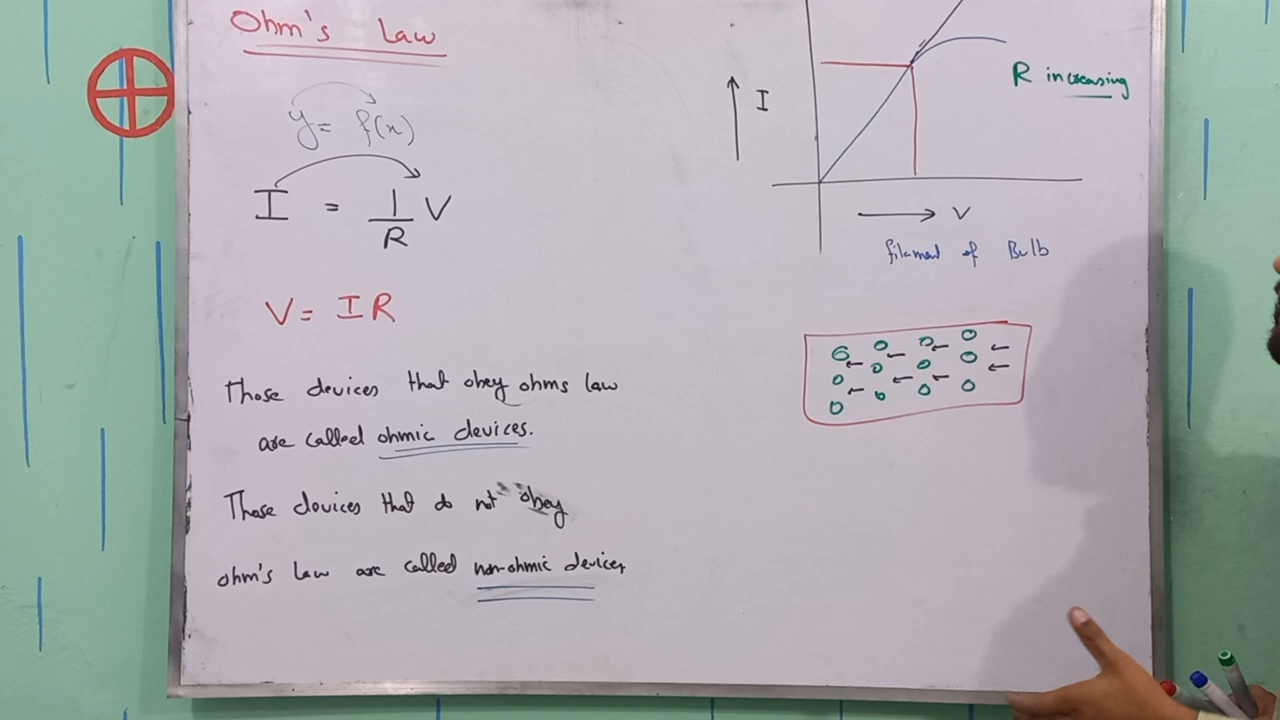 Ohm's Law
y = f(x)
I = 1/R V
V = IR
Those devices that obey ohms law
are called ohmic devices.
Those devices that do not obey
ohm's law are called non-ohmic devices
I
R increasing
V
filament of Bulb